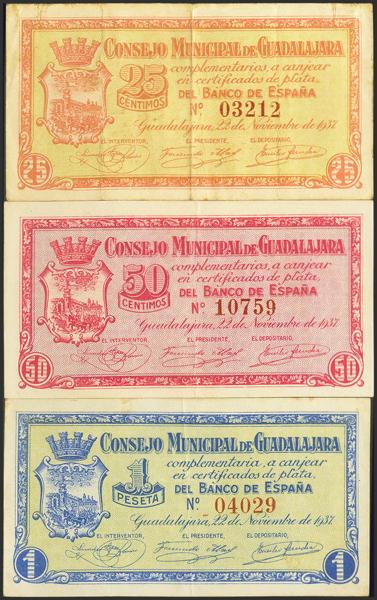 CONSEJO MUNICIPAL DE GUADALAJARA
25
CENTIMOS
complementarios, a canjear
en certificados de plata,
DEL BANCO DE ESPAÑA
Nº 03212
Guadalajara, 22 de Noviembre de 1937.
EL INTERVENTOR, EL PRESIDENTE, EL DEPOSITARIO,
25 25
CONSEJO MUNICIPAL DE GUADALAJARA
50
CENTIMOS
complementarios, a canjear
en certificados de plata,
DEL BANCO DE ESPAÑA
Nº 10759
Guadalajara, 22 de Noviembre de 1937.
EL INTERVENTOR, EL PRESIDENTE, EL DEPOSITARIO,
50 50
CONSEJO MUNICIPAL DE GUADALAJARA
1
PESETA
complementaria, a canjear
en certificados de plata,
DEL BANCO DE ESPAÑA
Nº 04029
Guadalajara, 22 de Noviembre de 1937.
EL INTERVENTOR, EL PRESIDENTE, EL DEPOSITARIO,
1 1